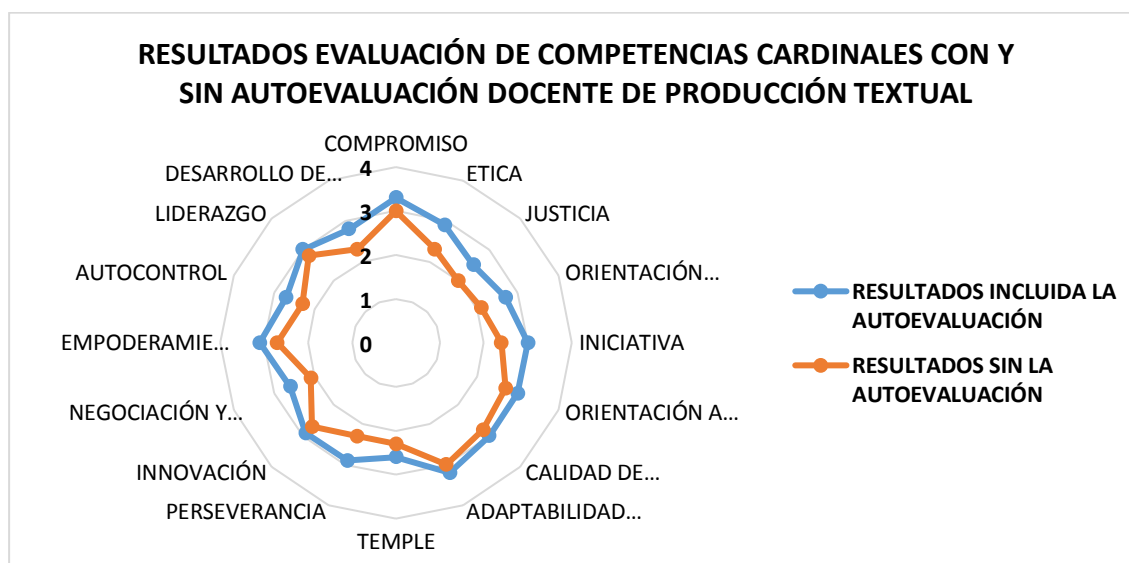 RESULTADOS EVALUACIÓN DE COMPETENCIAS CARDINALES CON Y
SIN AUTOEVALUACIÓN DOCENTE DE PRODUCCIÓN TEXTUAL
COMPROMISO
ETICA
JUSTICIA
ORIENTACIÓN...
INICIATIVA
ORIENTACIÓN A...
CALIDAD DE...
ADAPTABILIDAD...
TEMPLE
PERSEVERANCIA
INNOVACIÓN
NEGOCIACIÓN Y...
EMPODERAMIE...
AUTOCONTROL
LIDERAZGO
DESARROLLO DE...
4
3
2
1
0
RESULTADOS INCLUIDA LA
AUTOEVALUACIÓN
RESULTADOS SIN LA
AUTOEVALUACIÓN